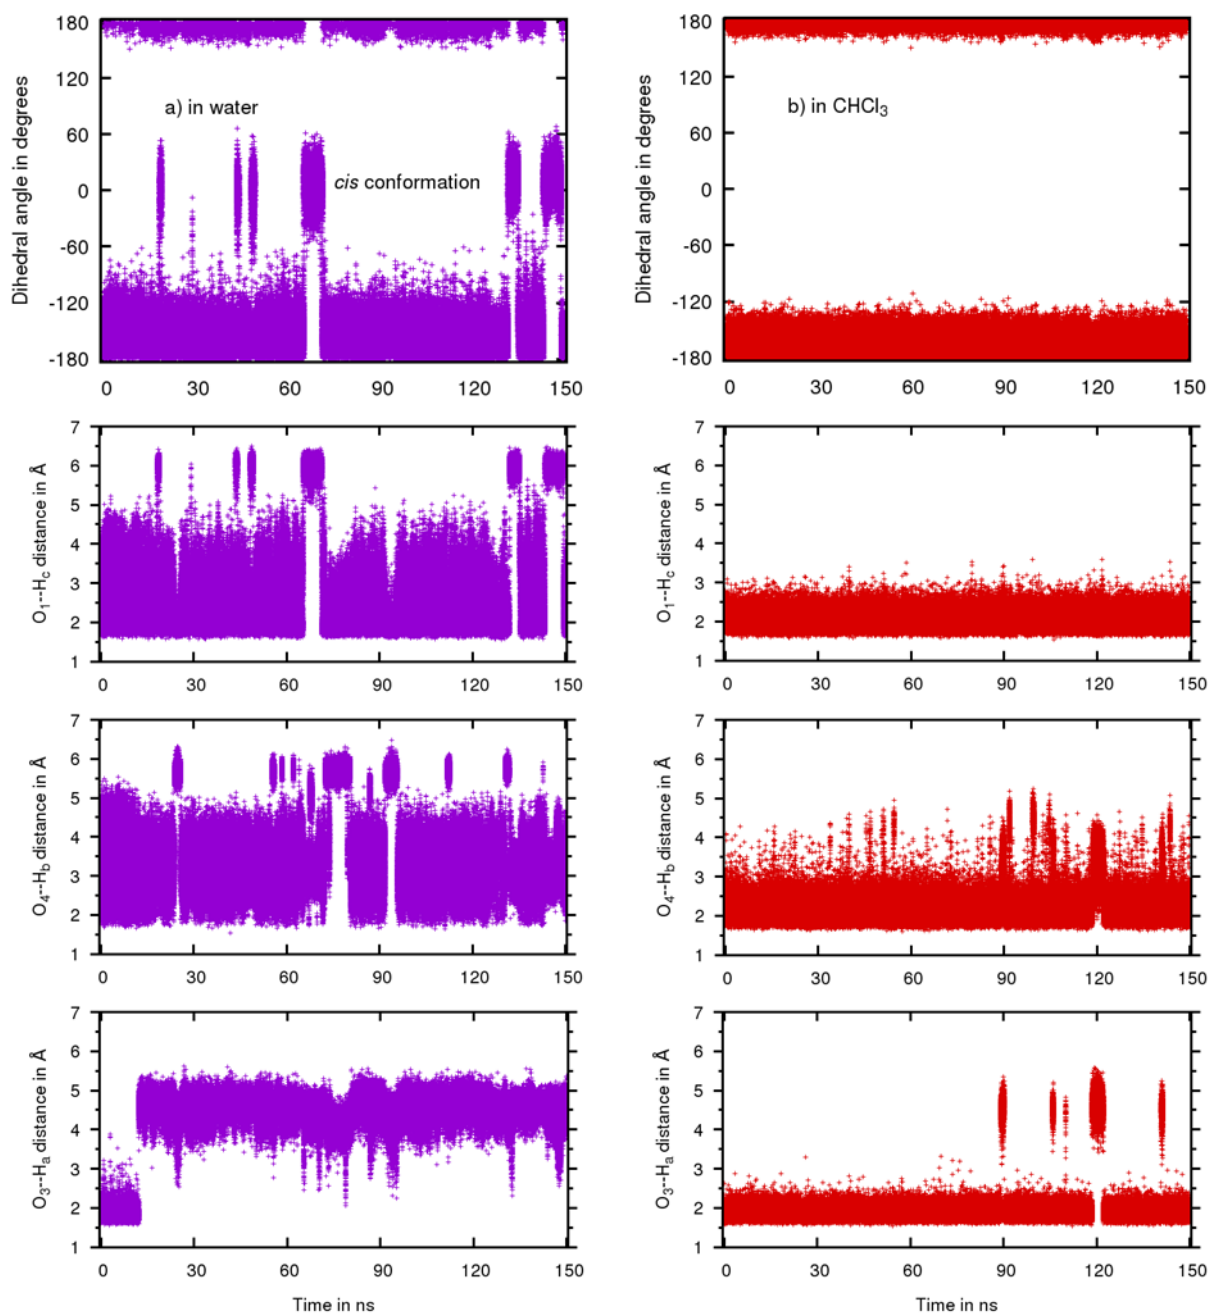 Dihedral angle in degrees
180
120
60
0
-60
-120
-180
a) in water
cis conformation
0 30 60 90 120 150
Dihedral angle in degrees
180
120
60
0
-60
-120
-180
b) in CHCl3
0 30 60 90 120 150
O1--Hc distance in Å
7
6
5
4
3
2
1
0 30 60 90 120 150
O1--Hc distance in Å
7
6
5
4
3
2
1
0 30 60 90 120 150
O4--Hb distance in Å
7
6
5
4
3
2
1
0 30 60 90 120 150
O4--Hb distance in Å
7
6
5
4
3
2
1
0 30 60 90 120 150
O3--Ha distance in Å
7
6
5
4
3
2
1
0 30 60 90 120 150
Time in ns
O3--Ha distance in Å
7
6
5
4
3
2
1
0 30 60 90 120 150
Time in ns